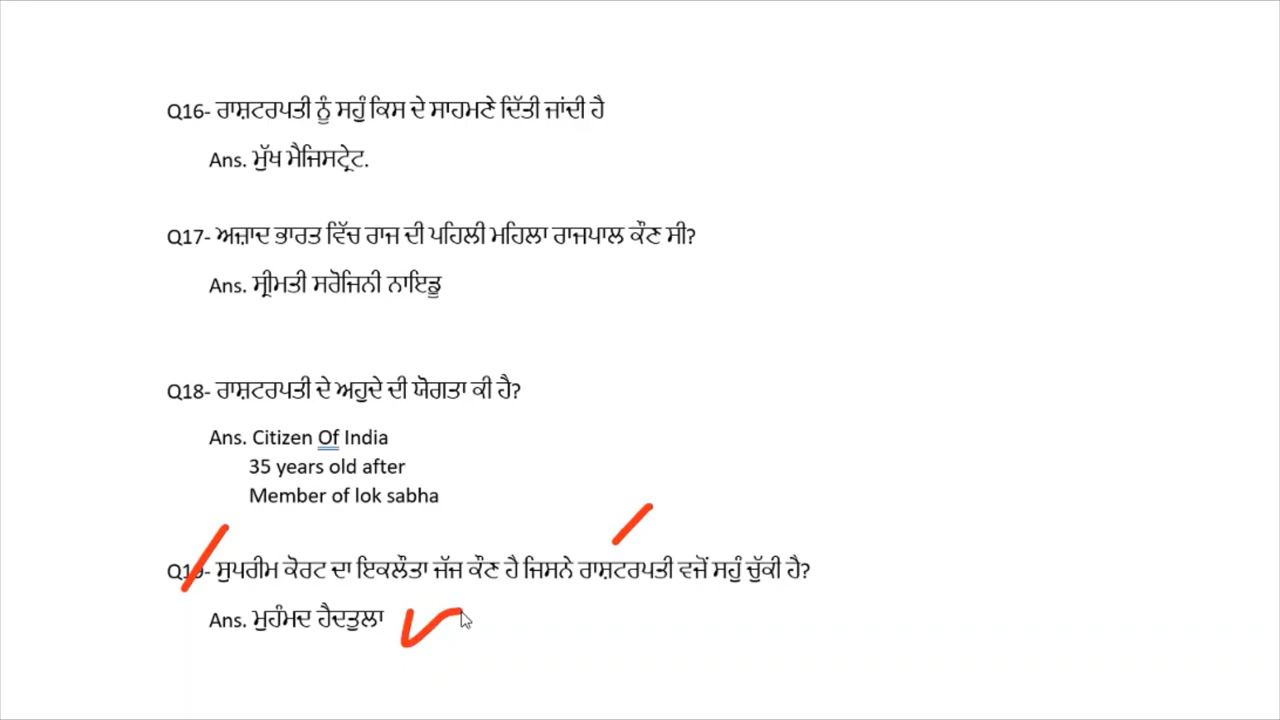 Q16- ਰਾਸ਼ਟਰਪਤੀ ਨੂੰ ਸਹੁੰ ਕਿਸ ਦੇ ਸਾਹਮਣੇ ਦਿੱਤੀ ਜਾਂਦੀ ਹੈ
Ans. ਮੁੱਖ ਮੈਜਿਸਟ੍ਰੇਟ.
Q17- ਅਜ਼ਾਦ ਭਾਰਤ ਵਿੱਚ ਰਾਜ ਦੀ ਪਹਿਲੀ ਮਹਿਲਾ ਰਾਜਪਾਲ ਕੌਣ ਸੀ?
Ans. ਸ੍ਰੀਮਤੀ ਸਰੋਜਿਨੀ ਨਾਇਡੂ
Q18- ਰਾਸ਼ਟਰਪਤੀ ਦੇ ਅਹੁਦੇ ਦੀ ਯੋਗਤਾ ਕੀ ਹੈ?
Ans. Citizen Of India
35 years old after
Member of lok sabha
Q19- ਸੁਪਰੀਮ ਕੋਰਟ ਦਾ ਇਕਲੌਤਾ ਜੱਜ ਕੌਣ ਹੈ ਜਿਸਨੇ ਰਾਸ਼ਟਰਪਤੀ ਵਜੋਂ ਸਹੁੰ ਚੁੱਕੀ ਹੈ?
Ans. ਮੁਹੰਮਦ ਹੈਦਤੁਲਾ